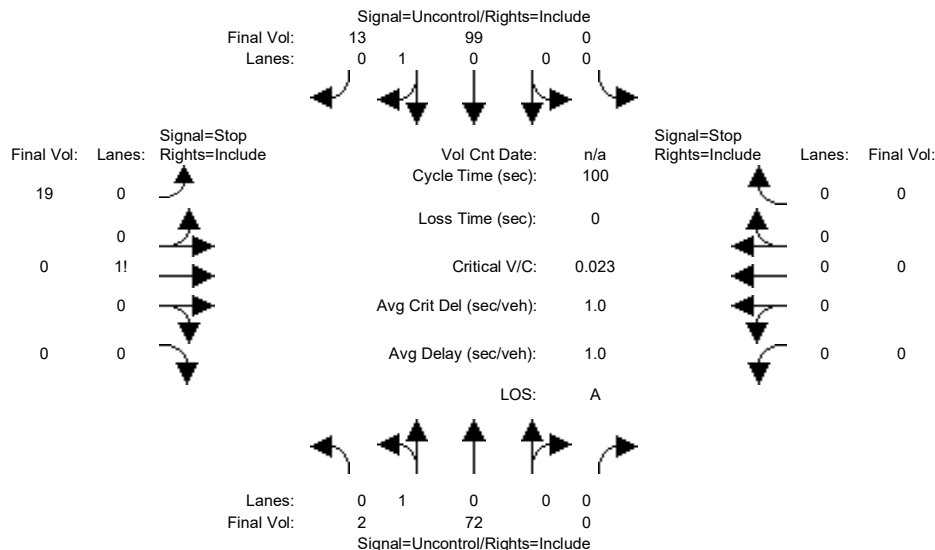 Signal=Uncontrol/Rights=Include
Final Vol: 13 99 0
Lanes: 0 1 0 0 0
Signal=Stop Signal=Stop
Final Vol: Lanes: Rights=Include Vol Cnt Date: n/a Rights=Include Lanes: Final Vol:
Cycle Time (sec): 100
19 0 0 0
Loss Time (sec): 0
0 0
0 1! Critical V/C: 0.023 0 0
0 Avg Crit Del (sec/veh): 1.0 0
0 0 Avg Delay (sec/veh): 1.0 0 0
LOS: A
Lanes: 0 1 0 0 0
Final Vol: 2 72 0
Signal=Uncontrol/Rights=Include